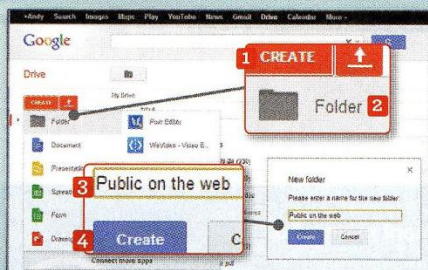 +Andy Search Images Maps Play YouTube News Gmail Drive Calendar More
Google
Drive
My Drive
CREATE
TITLE
1 CREATE
Folder 2
Folder
Document
Presentation
Form
Drawing
Pixlr Editor
WeVideo - Video E...
3 Public on the web
4 Create
C
Connect more apps
New folder
Please enter a name for the new folder:
Public on the web
Create Cancel